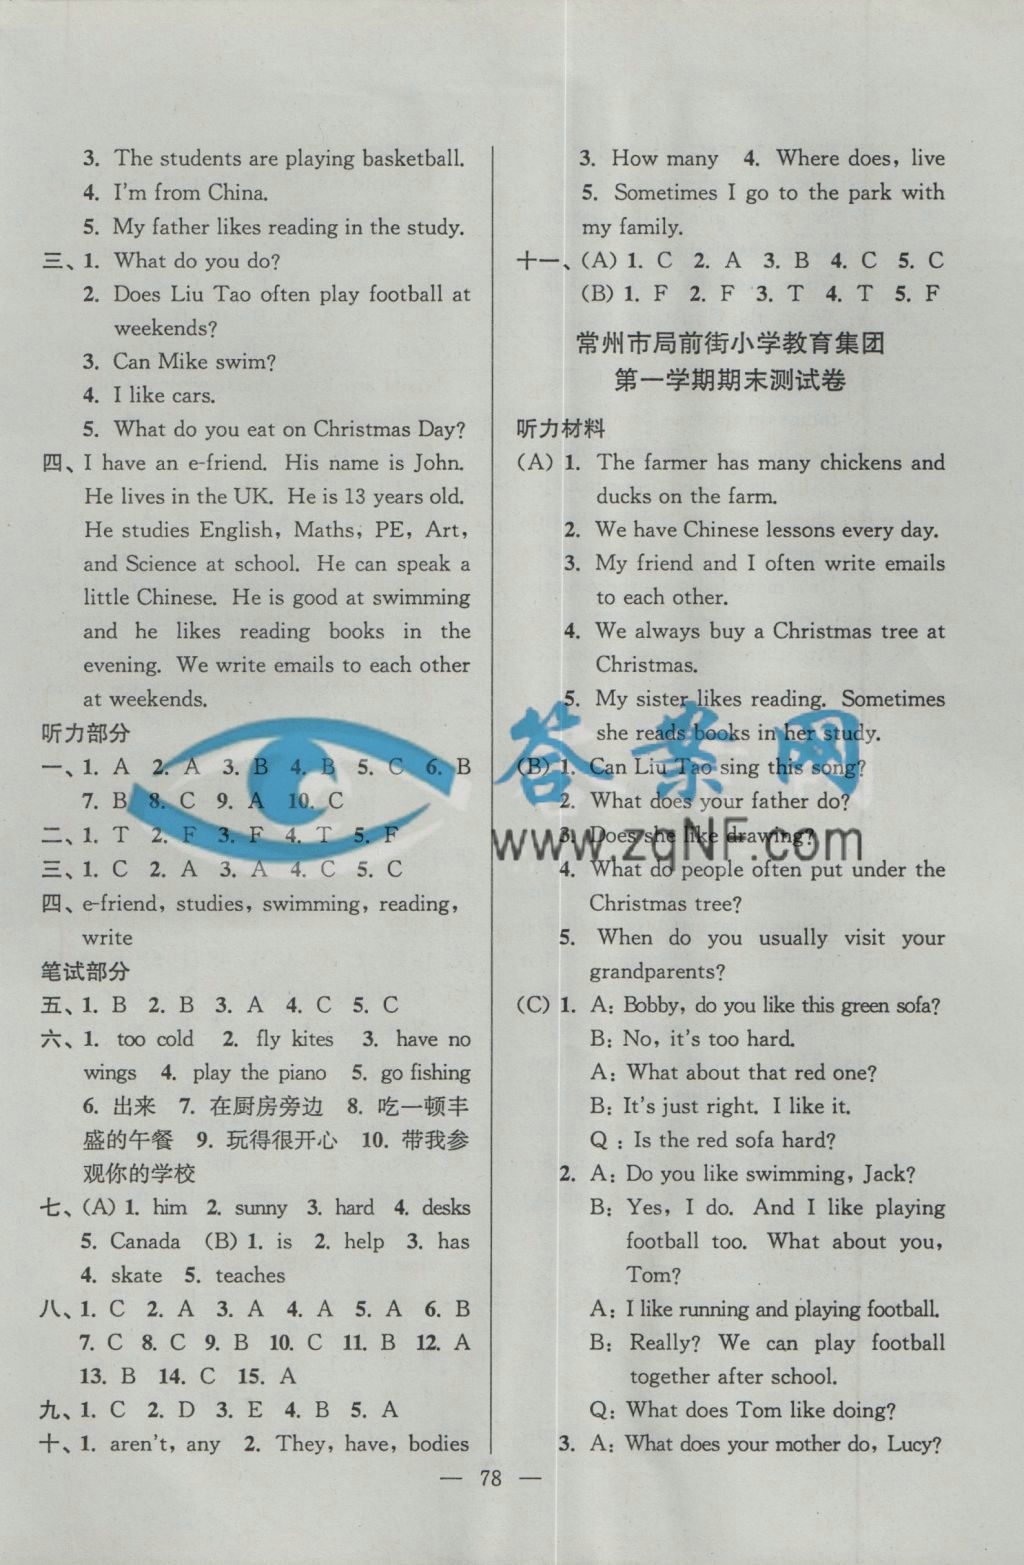 3. The students are playing basketball.
4. I'm from China.
5. My father likes reading in the study.
三、1. What do you do?
2. Does Liu Tao often play football at
weekends?
3. Can Mike swim?
4. I like cars.
5. What do you eat on Christmas Day?
四、I have an e-friend. His name is John.
He lives in the UK. He is 13 years old.
He studies English, Maths, PE, Art,
and Science at school. He can speak a
little Chinese. He is good at swimming
and he likes reading books in the
evening. We write emails to each other
at weekends.
听力部分
一、1. A 2. A 3. B 4. B 5. C 6. B
7. B 8. C 9. A 10. C
二、1. T 2. F 3. F 4. T 5. F
三、1. C 2. A 3. A 4. C 5. C
四、e-friend, studies, swimming, reading,
write
笔试部分
五、1. B 2. B 3. A 4. C 5. C
六、1. too cold 2. fly kites 3. have no
wings 4. play the piano 5. go fishing
6. 出来 7. 在厨房旁边 8. 吃一顿丰
盛的午餐 9. 玩得很开心 10. 带我参
观你的学校
七、(A) 1. him 2. sunny 3. hard 4. desks
5. Canada (B) 1. is 2. help 3. has
4. skate 5. teaches
八、1. C 2. A 3. A 4. A 5. A 6. B
7. C 8. C 9. B 10. C 11. B 12. A
13. B 14. C 15. A
九、1. C 2. D 3. E 4. B 5. A
十、1. aren't, any 2. They, have, bodies
3. How many 4. Where does, live
5. Sometimes I go to the park with
my family.
十一、(A) 1. C 2. A 3. B 4. C 5. C
(B) 1. F 2. F 3. T 4. T 5. F
常州市局前街小学教育集团
第一学期期末测试卷
听力材料
(A) 1. The farmer has many chickens and
ducks on the farm.
2. We have Chinese lessons every day.
3. My friend and I often write emails
to each other.
4. We always buy a Christmas tree at
Christmas.
5. My sister likes reading. Sometimes
she reads books in her study.
(B) 1. Can Liu Tao sing this song?
2. What does your father do?
3. Does she like drawing?
4. What do people often put under the
Christmas tree?
5. When do you usually visit your
grandparents?
(C) 1. A: Bobby, do you like this green sofa?
B: No, it's too hard.
A: What about that red one?
B: It's just right. I like it.
Q: Is the red sofa hard?
2. A: Do you like swimming, Jack?
B: Yes, I do. And I like playing
football too. What about you,
Tom?
A: I like running and playing football.
B: Really? We can play football
together after school.
Q: What does Tom like doing?
3. A: What does your mother do, Lucy?
— 78 —
答案网
www.zqNF.com